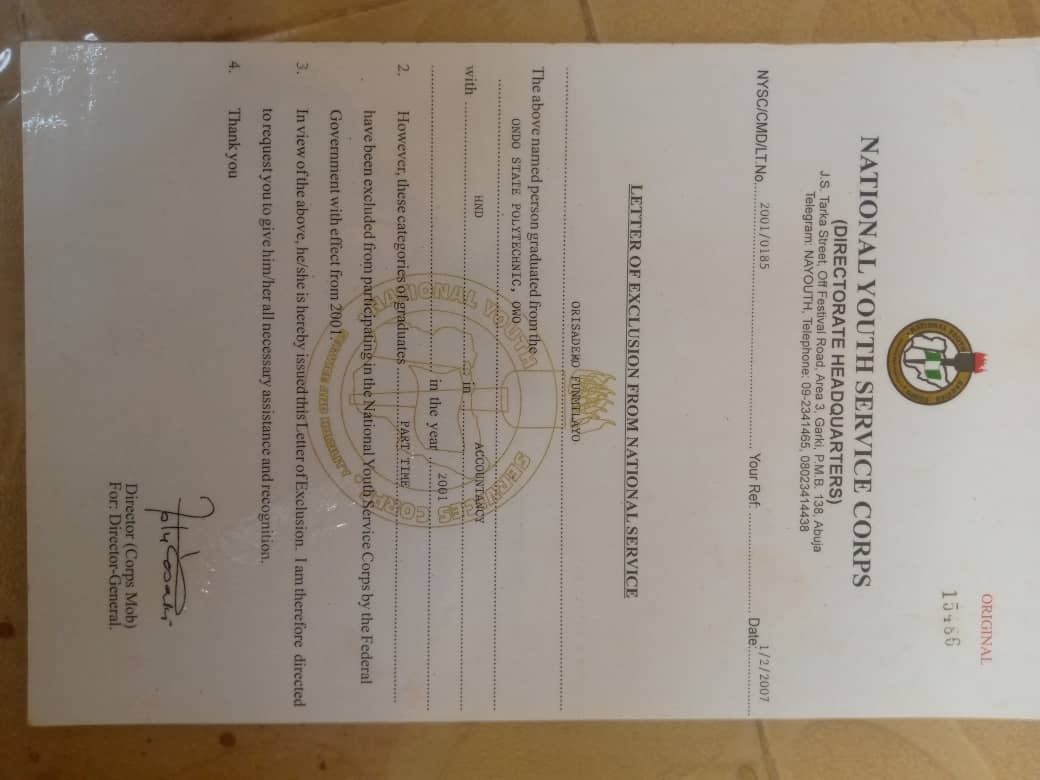 ORIGINAL
15486
NATIONAL YOUTH SERVICE CORPS
(DIRECTORATE HEADQUARTERS)
J.S. Tarka Street, Off Festival Road, Area 3, Garki, P.M.B. 138, Abuja
Telegram: NAYOUTH, Telephone: 09-2341465, 08023414438
NYSC/CMD/LT.No. 2001/0185 Your Ref: Date: 1/2/2007
LETTER OF EXCLUSION FROM NATIONAL SERVICE
ORISADEMO FUNMILAYO
The above named person graduated from the
ONDO STATE POLYTECHNIC, OWO
with HND in ACCOUNTANCY
in the year 2001
2. However, these categories of graduates PART TIME
have been excluded from participating in the National Youth Service Corps by the Federal
Government with effect from 2001.
3. In view of the above, he/she is hereby issued this Letter of Exclusion. I am therefore directed
to request you to give him/her all necessary assistance and recognition.
4. Thank you
Director (Corps Mob)
For: Director-General.
NATIONAL YOUTH SERVICE CORPS
SERVICE AND HUMILITY